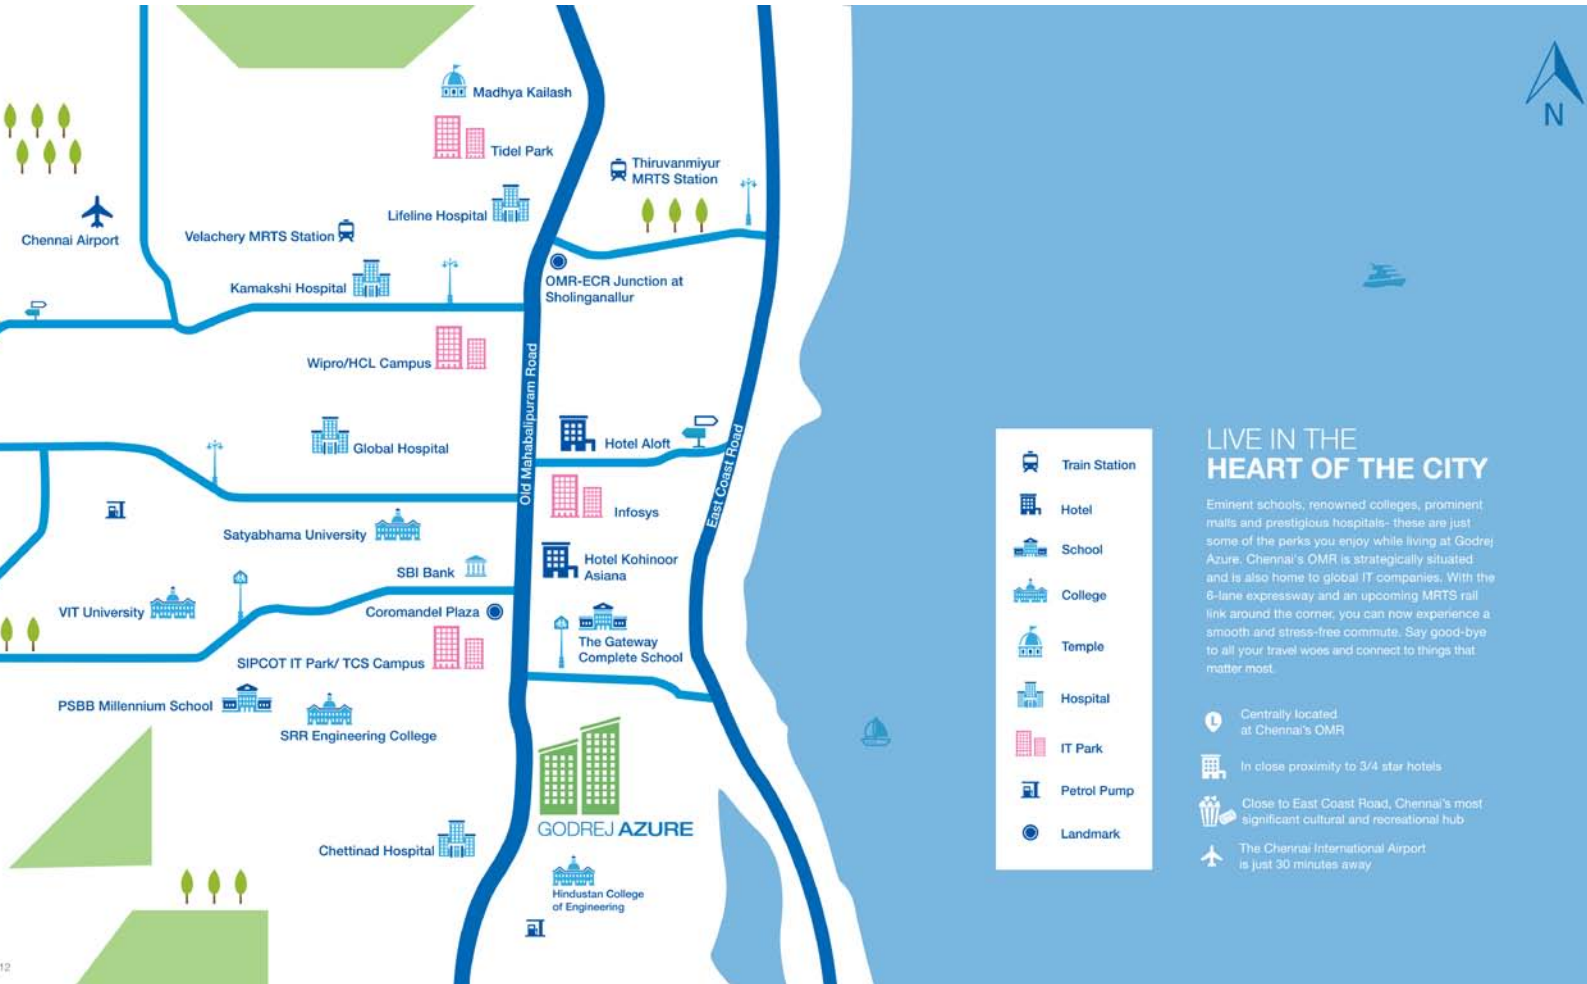 Madhya Kailash
Tidel Park
Thiruvanmiyur
MRTS Station
Lifeline Hospital
Chennai Airport
Velachery MRTS Station
Kamakshi Hospital
OMR-ECR Junction at
Sholinganallur
Wipro/HCL Campus
Old Mahabalipuram Road
East Coast Road
Global Hospital
Hotel Aloft
Infosys
Satyabhama University
SBI Bank
Hotel Kohinoor
Asiana
VIT University
Coromandel Plaza
The Gateway
Complete School
SIPCOT IT Park/ TCS Campus
PSBB Millennium School
SRR Engineering College
GODREJ AZURE
Chettinad Hospital
Hindustan College
of Engineering
12
N
Train Station
Hotel
School
College
Temple
Hospital
IT Park
Petrol Pump
Landmark
LIVE IN THE
HEART OF THE CITY
Eminent schools, renowned colleges, prominent
malls and prestigious hospitals- these are just
some of the perks you enjoy while living at Godrej
Azure. Chennai's OMR is strategically situated
and is also home to global IT companies. With the
6-lane expressway and an upcoming MRTS rail
link around the corner, you can now experience a
smooth and stress-free commute. Say good-bye
to all your travel woes and connect to things that
matter most.
L
Centrally located
at Chennai's OMR
In close proximity to 3/4 star hotels
Close to East Coast Road, Chennai's most
significant cultural and recreational hub
The Chennai International Airport
is just 30 minutes away